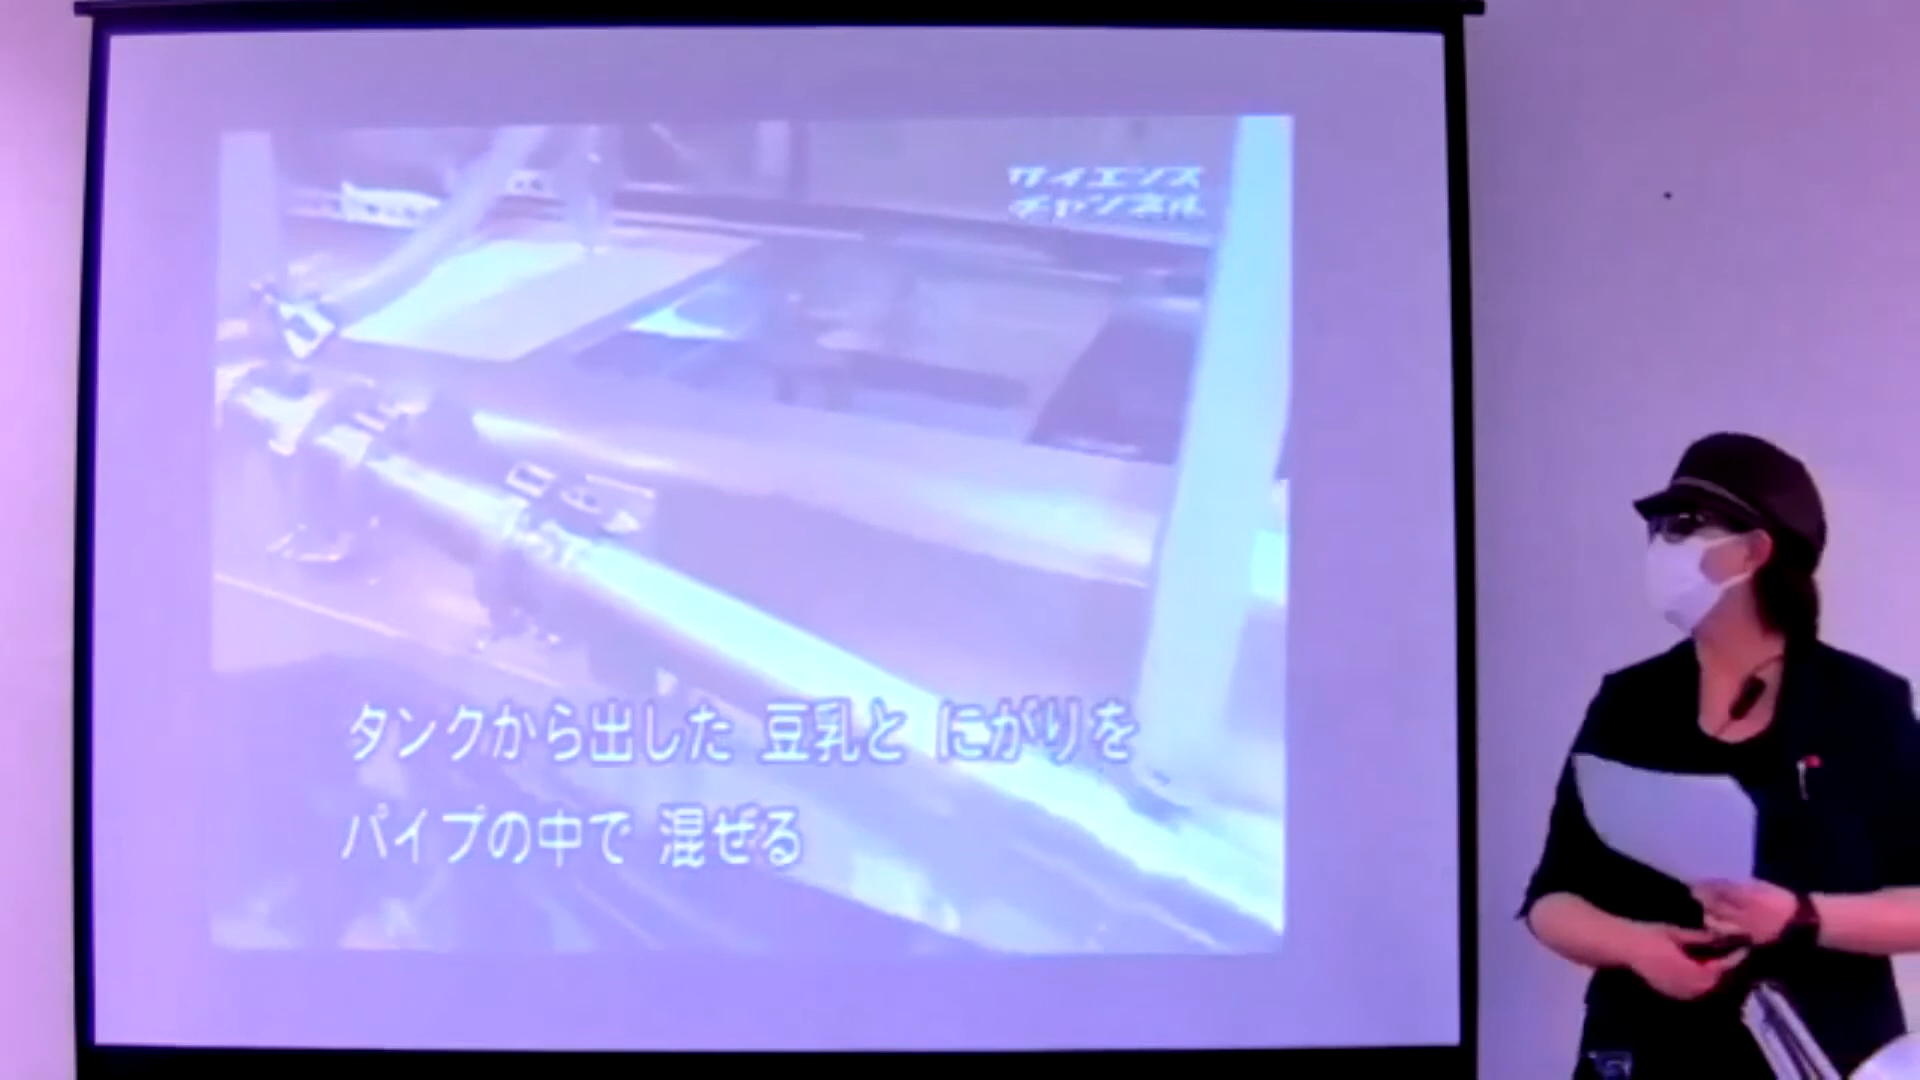 サイエンス
チャンネル
タンクから出した 豆乳と にがりを
パイプの中で 混ぜる